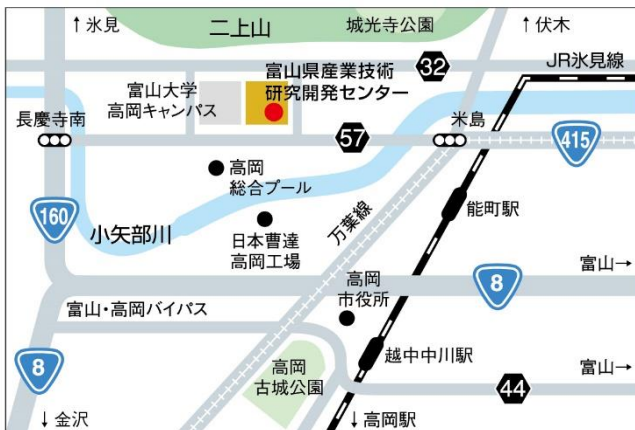 ↑氷見
二上山
城光寺公園
↑伏木
32
JR氷見線
富山大学
高岡キャンパス
富山県産業技術
研究開発センター
長慶寺南
57
米島
415
高岡
総合プール
160
小矢部川
日本曹達
高岡工場
万葉線
能町駅
高岡
市役所
8
富山→
富山・高岡バイパス
8
高岡
古城公園
越中中川駅
44
富山→
↓金沢
↓高岡駅